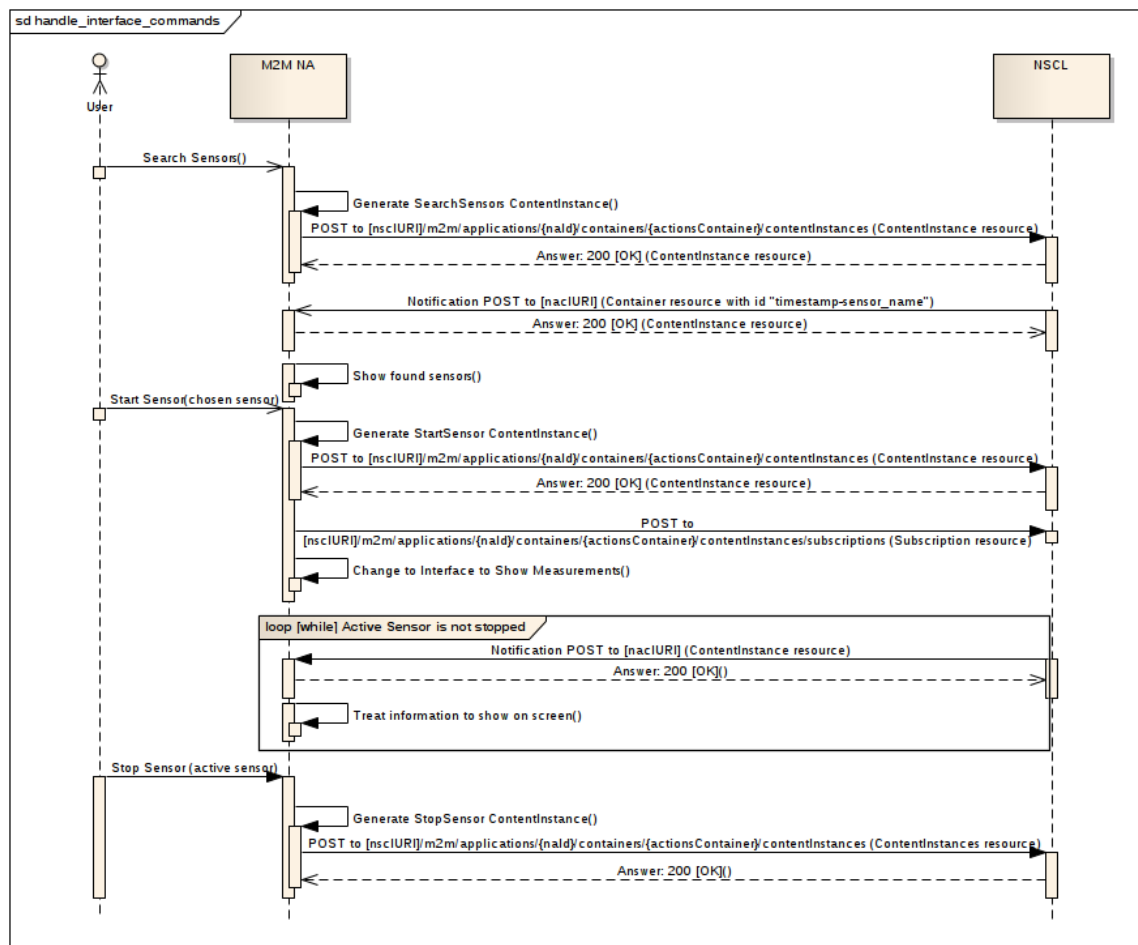 sd handle_interface_commands
M2M NA
NSCL
User
Search Sensors()
Generate SearchSensors ContentInstance()
POST to [nsclURI]/m2m/applications/{naId}/containers/{actionsContainer}/contentInstances (ContentInstance resource)
Answer: 200 [OK] (ContentInstance resource)
Notification POST to [naclURI] (Container resource with id "timestamp-sensor_name")
Answer: 200 [OK] (ContentInstance resource)
Show found sensors()
Start Sensor(chosen sensor)
Generate StartSensor ContentInstance()
POST to [nsclURI]/m2m/applications/{naId}/containers/{actionsContainer}/contentInstances (ContentInstance resource)
Answer: 200 [OK] (ContentInstance resource)
POST to
[nsclURI]/m2m/applications/{naId}/containers/{actionsContainer}/contentInstances/subscriptions (Subscription resource)
Change to Interface to Show Measurements()
loop [while] Active Sensor is not stopped
Notification POST to [naclURI] (ContentInstance resource)
Answer: 200 [OK]()
Treat information to show on screen()
Stop Sensor (active sensor)
Generate StopSensor ContentInstance()
POST to [nsclURI]/m2m/applications/{naId}/containers/{actionsContainer}/contentInstances (ContentInstances resource)
Answer: 200 [OK]()